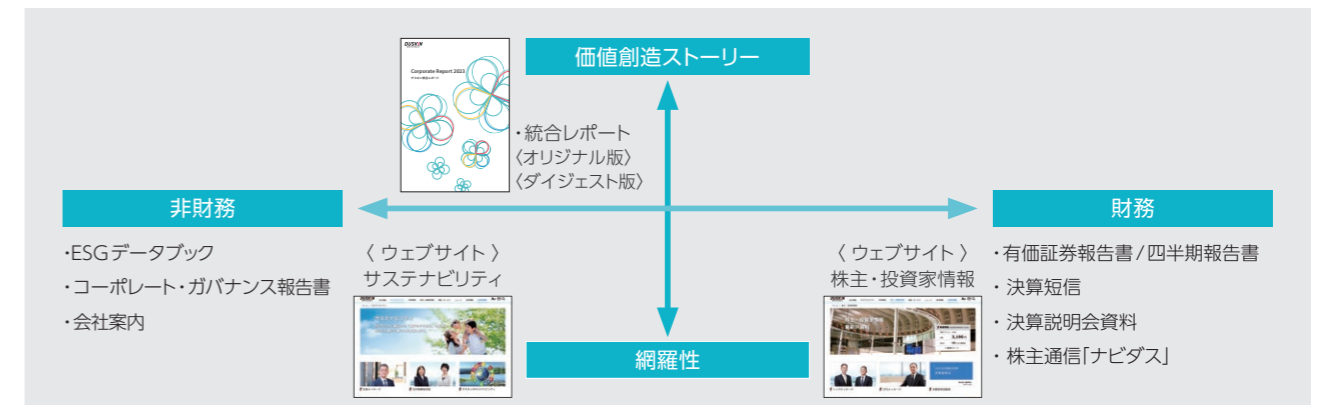 DUSKIN
Corporate Report 2023
価値創造ストーリー
・統合レポート
〈オリジナル版〉
〈ダイジェスト版〉
非財務
・ESGデータブック
・コーポレート・ガバナンス報告書
・会社案内
〈 ウェブサイト 〉
サステナビリティ
〈 ウェブサイト 〉
株主・投資家情報
財務
・有価証券報告書/四半期報告書
・決算短信
・決算説明会資料
・株主通信「ナビダス」
網羅性